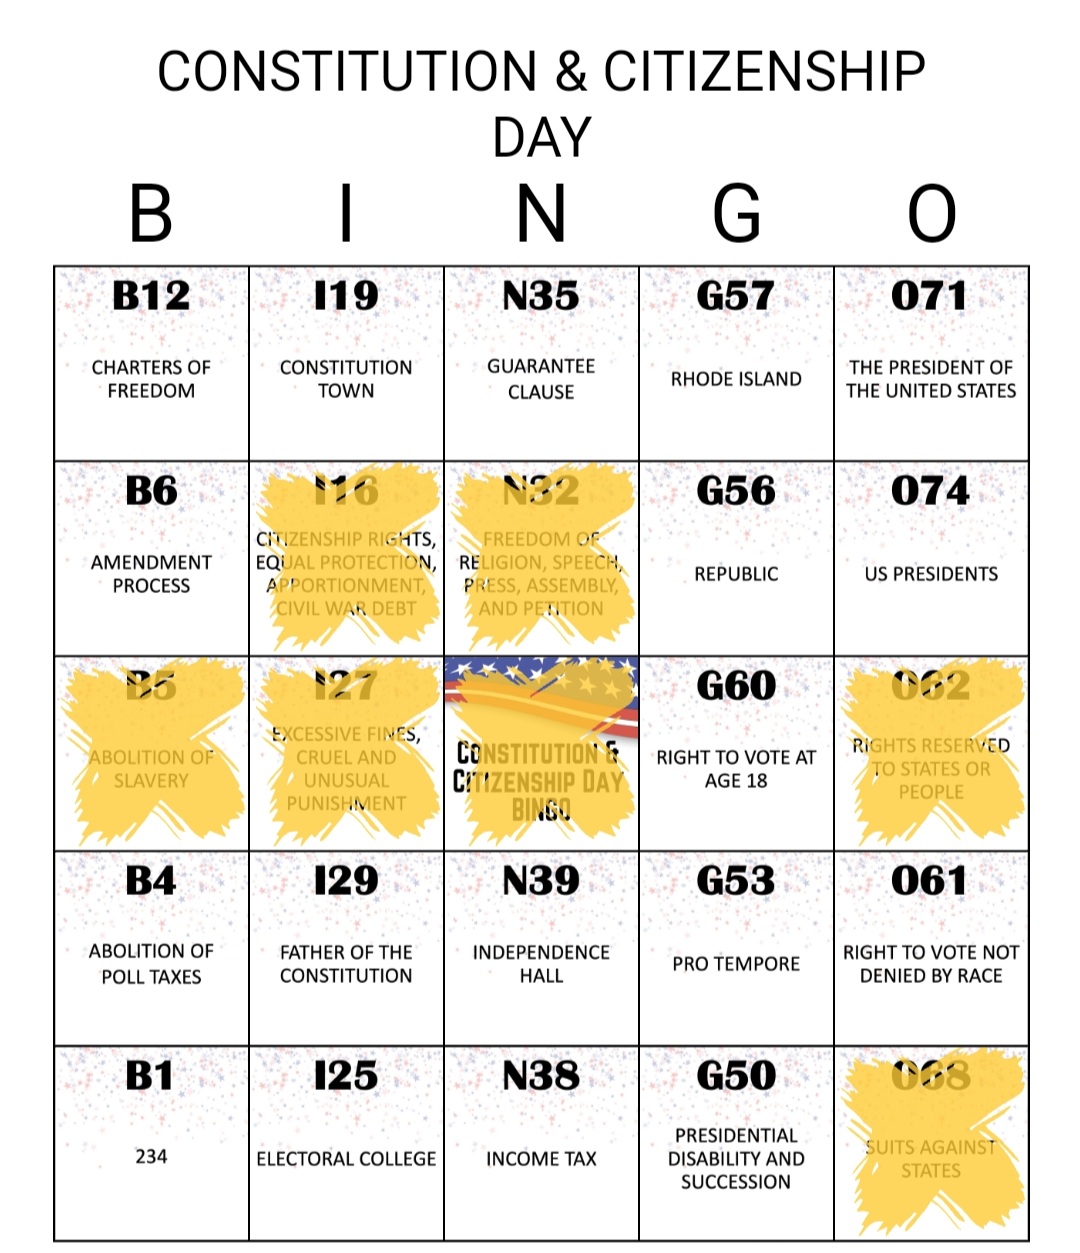 CONSTITUTION & CITIZENSHIP
DAY
B I N G O
B12 I19 N35 G57 O71
CHARTERS OF
FREEDOM
CONSTITUTION
TOWN
GUARANTEE
CLAUSE
RHODE ISLAND
THE PRESIDENT OF
THE UNITED STATES
B6 I16 N32 G56 O74
AMENDMENT
PROCESS
CITIZENSHIP RIGHTS,
EQUAL PROTECTION,
APPORTIONMENT,
CIVIL WAR DEBT
FREEDOM OF
RELIGION, SPEECH,
PRESS, ASSEMBLY,
AND PETITION
REPUBLIC
US PRESIDENTS
B5 I27 G60 O62
ABOLITION OF
SLAVERY
EXCESSIVE FINES,
CRUEL AND
UNUSUAL
PUNISHMENT
CONSTITUTION &
CITIZENSHIP DAY
BINGO
RIGHT TO VOTE AT
AGE 18
RIGHTS RESERVED
TO STATES OR
PEOPLE
B4 I29 N39 G53 O61
ABOLITION OF
POLL TAXES
FATHER OF THE
CONSTITUTION
INDEPENDENCE
HALL
PRO TEMPORE
RIGHT TO VOTE NOT
DENIED BY RACE
B1 I25 N38 G50 O68
234
ELECTORAL COLLEGE
INCOME TAX
PRESIDENTIAL
DISABILITY AND
SUCCESSION
SUITS AGAINST
STATES